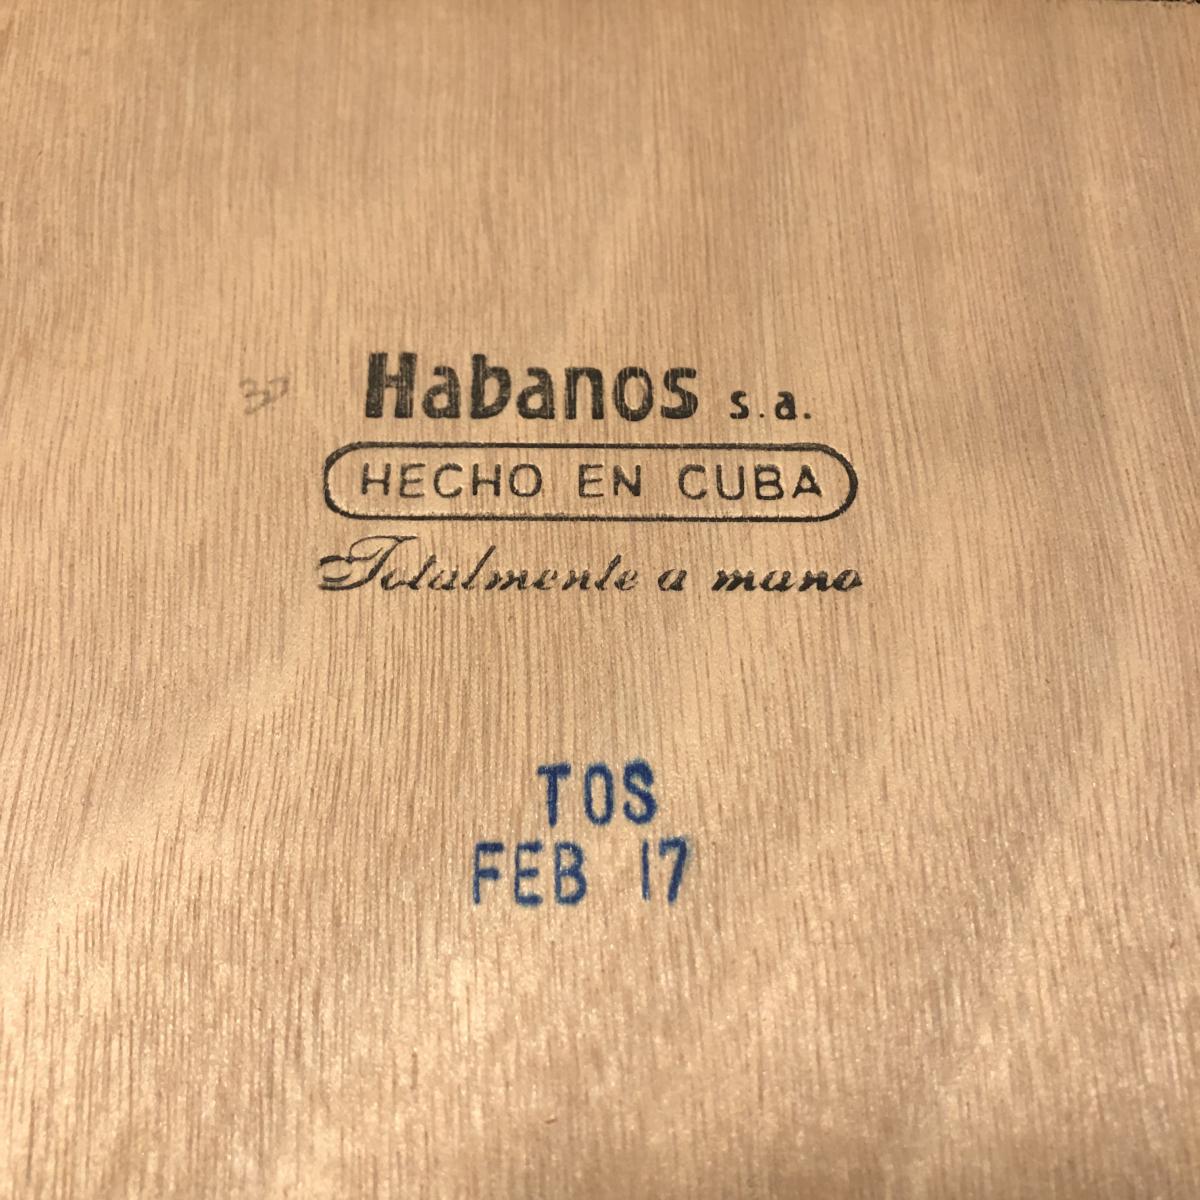 Habanos s.a.
HECHO EN CUBA
Totalmente a mano
TOS
FEB 17